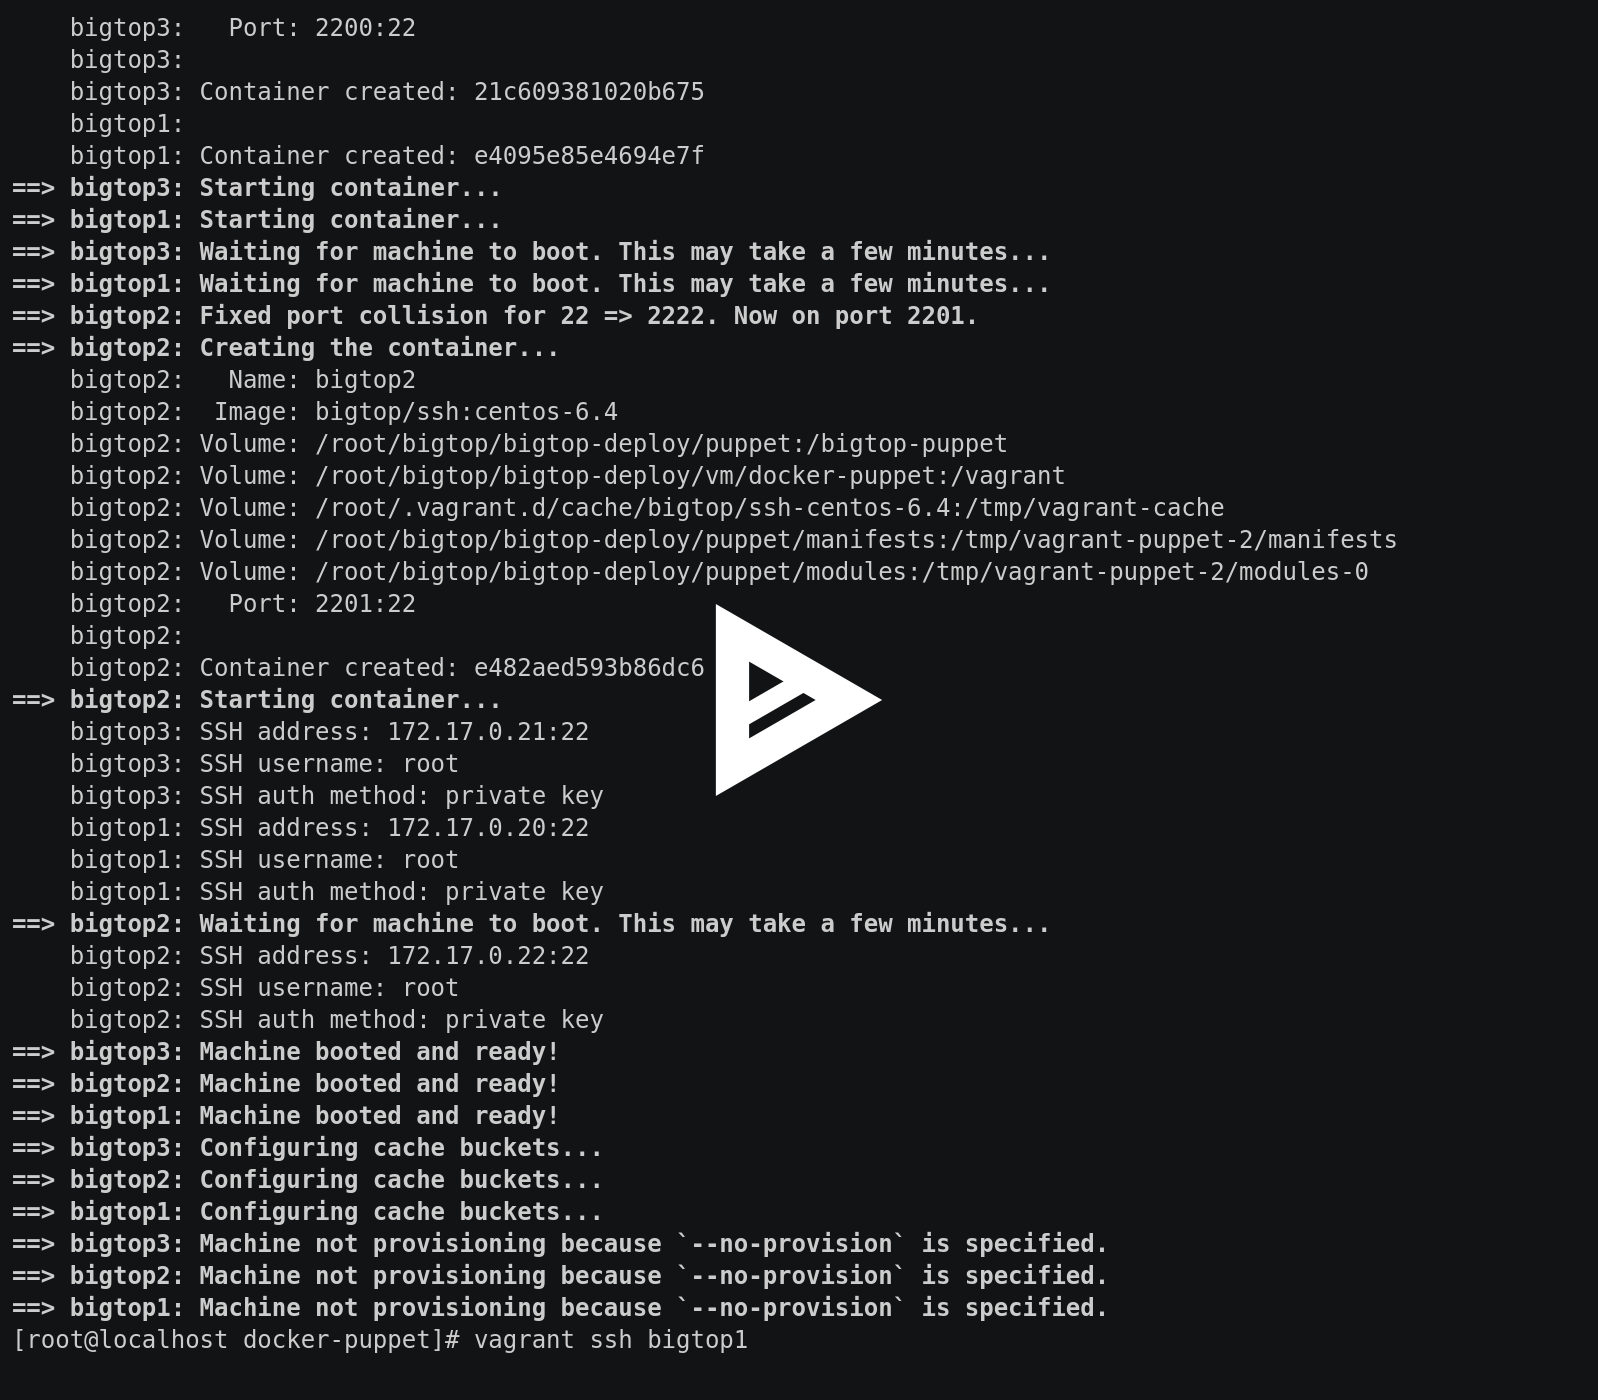 bigtop3:   Port: 2200:22
bigtop3:
bigtop3: Container created: 21c609381020b675
bigtop1:
bigtop1: Container created: e4095e85e4694e7f
==> bigtop3: Starting container...
==> bigtop1: Starting container...
==> bigtop3: Waiting for machine to boot. This may take a few minutes...
==> bigtop1: Waiting for machine to boot. This may take a few minutes...
==> bigtop2: Fixed port collision for 22 => 2222. Now on port 2201.
==> bigtop2: Creating the container...
bigtop2:   Name: bigtop2
bigtop2:  Image: bigtop/ssh:centos-6.4
bigtop2: Volume: /root/bigtop/bigtop-deploy/puppet:/bigtop-puppet
bigtop2: Volume: /root/bigtop/bigtop-deploy/vm/docker-puppet:/vagrant
bigtop2: Volume: /root/.vagrant.d/cache/bigtop/ssh-centos-6.4:/tmp/vagrant-cache
bigtop2: Volume: /root/bigtop/bigtop-deploy/puppet/manifests:/tmp/vagrant-puppet-2/manifests
bigtop2: Volume: /root/bigtop/bigtop-deploy/puppet/modules:/tmp/vagrant-puppet-2/modules-0
bigtop2:   Port: 2201:22
bigtop2:
bigtop2: Container created: e482aed593b86dc6
==> bigtop2: Starting container...
bigtop3: SSH address: 172.17.0.21:22
bigtop3: SSH username: root
bigtop3: SSH auth method: private key
bigtop1: SSH address: 172.17.0.20:22
bigtop1: SSH username: root
bigtop1: SSH auth method: private key
==> bigtop2: Waiting for machine to boot. This may take a few minutes...
bigtop2: SSH address: 172.17.0.22:22
bigtop2: SSH username: root
bigtop2: SSH auth method: private key
==> bigtop3: Machine booted and ready!
==> bigtop2: Machine booted and ready!
==> bigtop1: Machine booted and ready!
==> bigtop3: Configuring cache buckets...
==> bigtop2: Configuring cache buckets...
==> bigtop1: Configuring cache buckets...
==> bigtop3: Machine not provisioning because `--no-provision` is specified.
==> bigtop2: Machine not provisioning because `--no-provision` is specified.
==> bigtop1: Machine not provisioning because `--no-provision` is specified.
[root@localhost docker-puppet]# vagrant ssh bigtop1